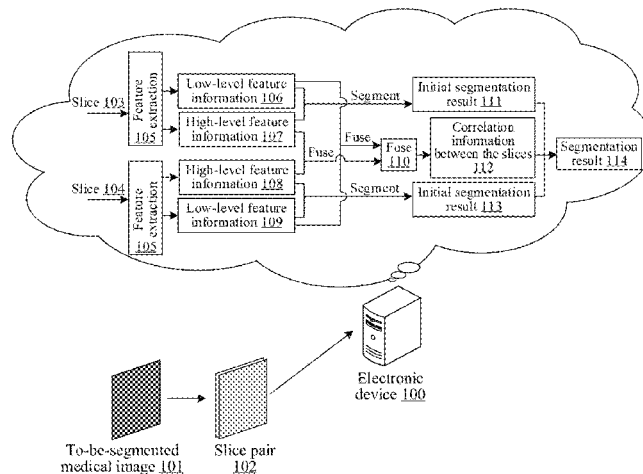 Slice 103
Feature extraction
105
Low-level feature
information 106
High-level feature
information 107
Slice 104
Feature extraction
105
High-level feature
information 108
Low-level feature
information 109
Fuse
Segment
Fuse
Fuse
110
Segment
Initial segmentation
result 111
Correlation
information
between the slices
112
Initial segmentation
result 113
Segmentation
result 114
Electronic
device 100
To-be-segmented
medical image 101
Slice pair
102